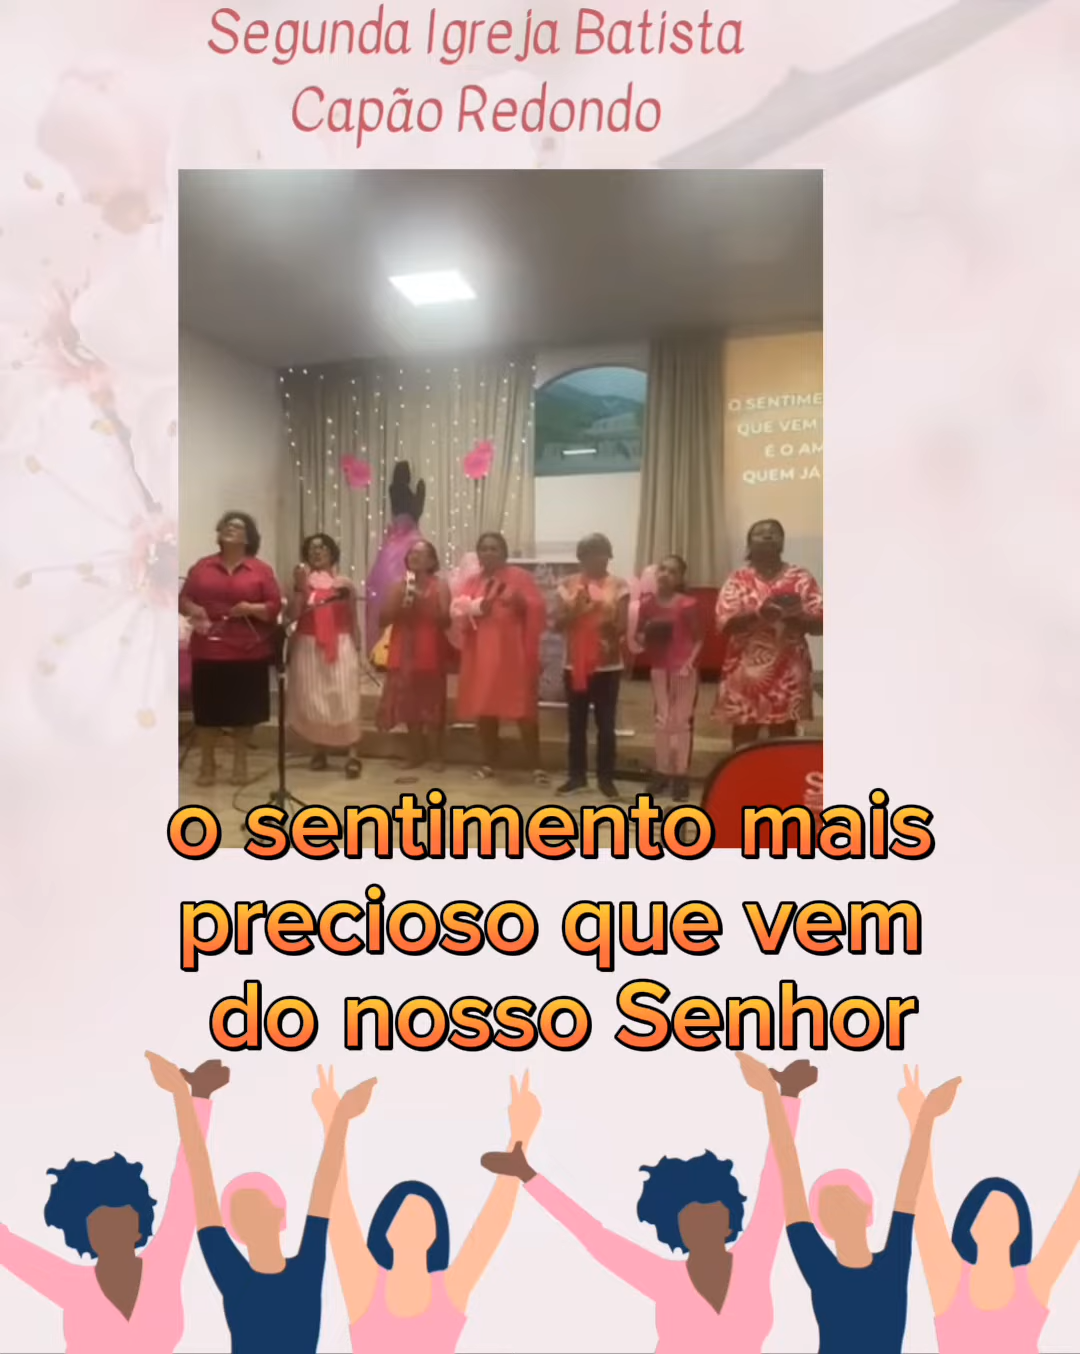 Segunda Igreja Batista
Capão Redondo
O SENTIME
QUE VEM
É O AM
QUEM JÁ
o sentimento mais
precioso que vem
do nosso Senhor